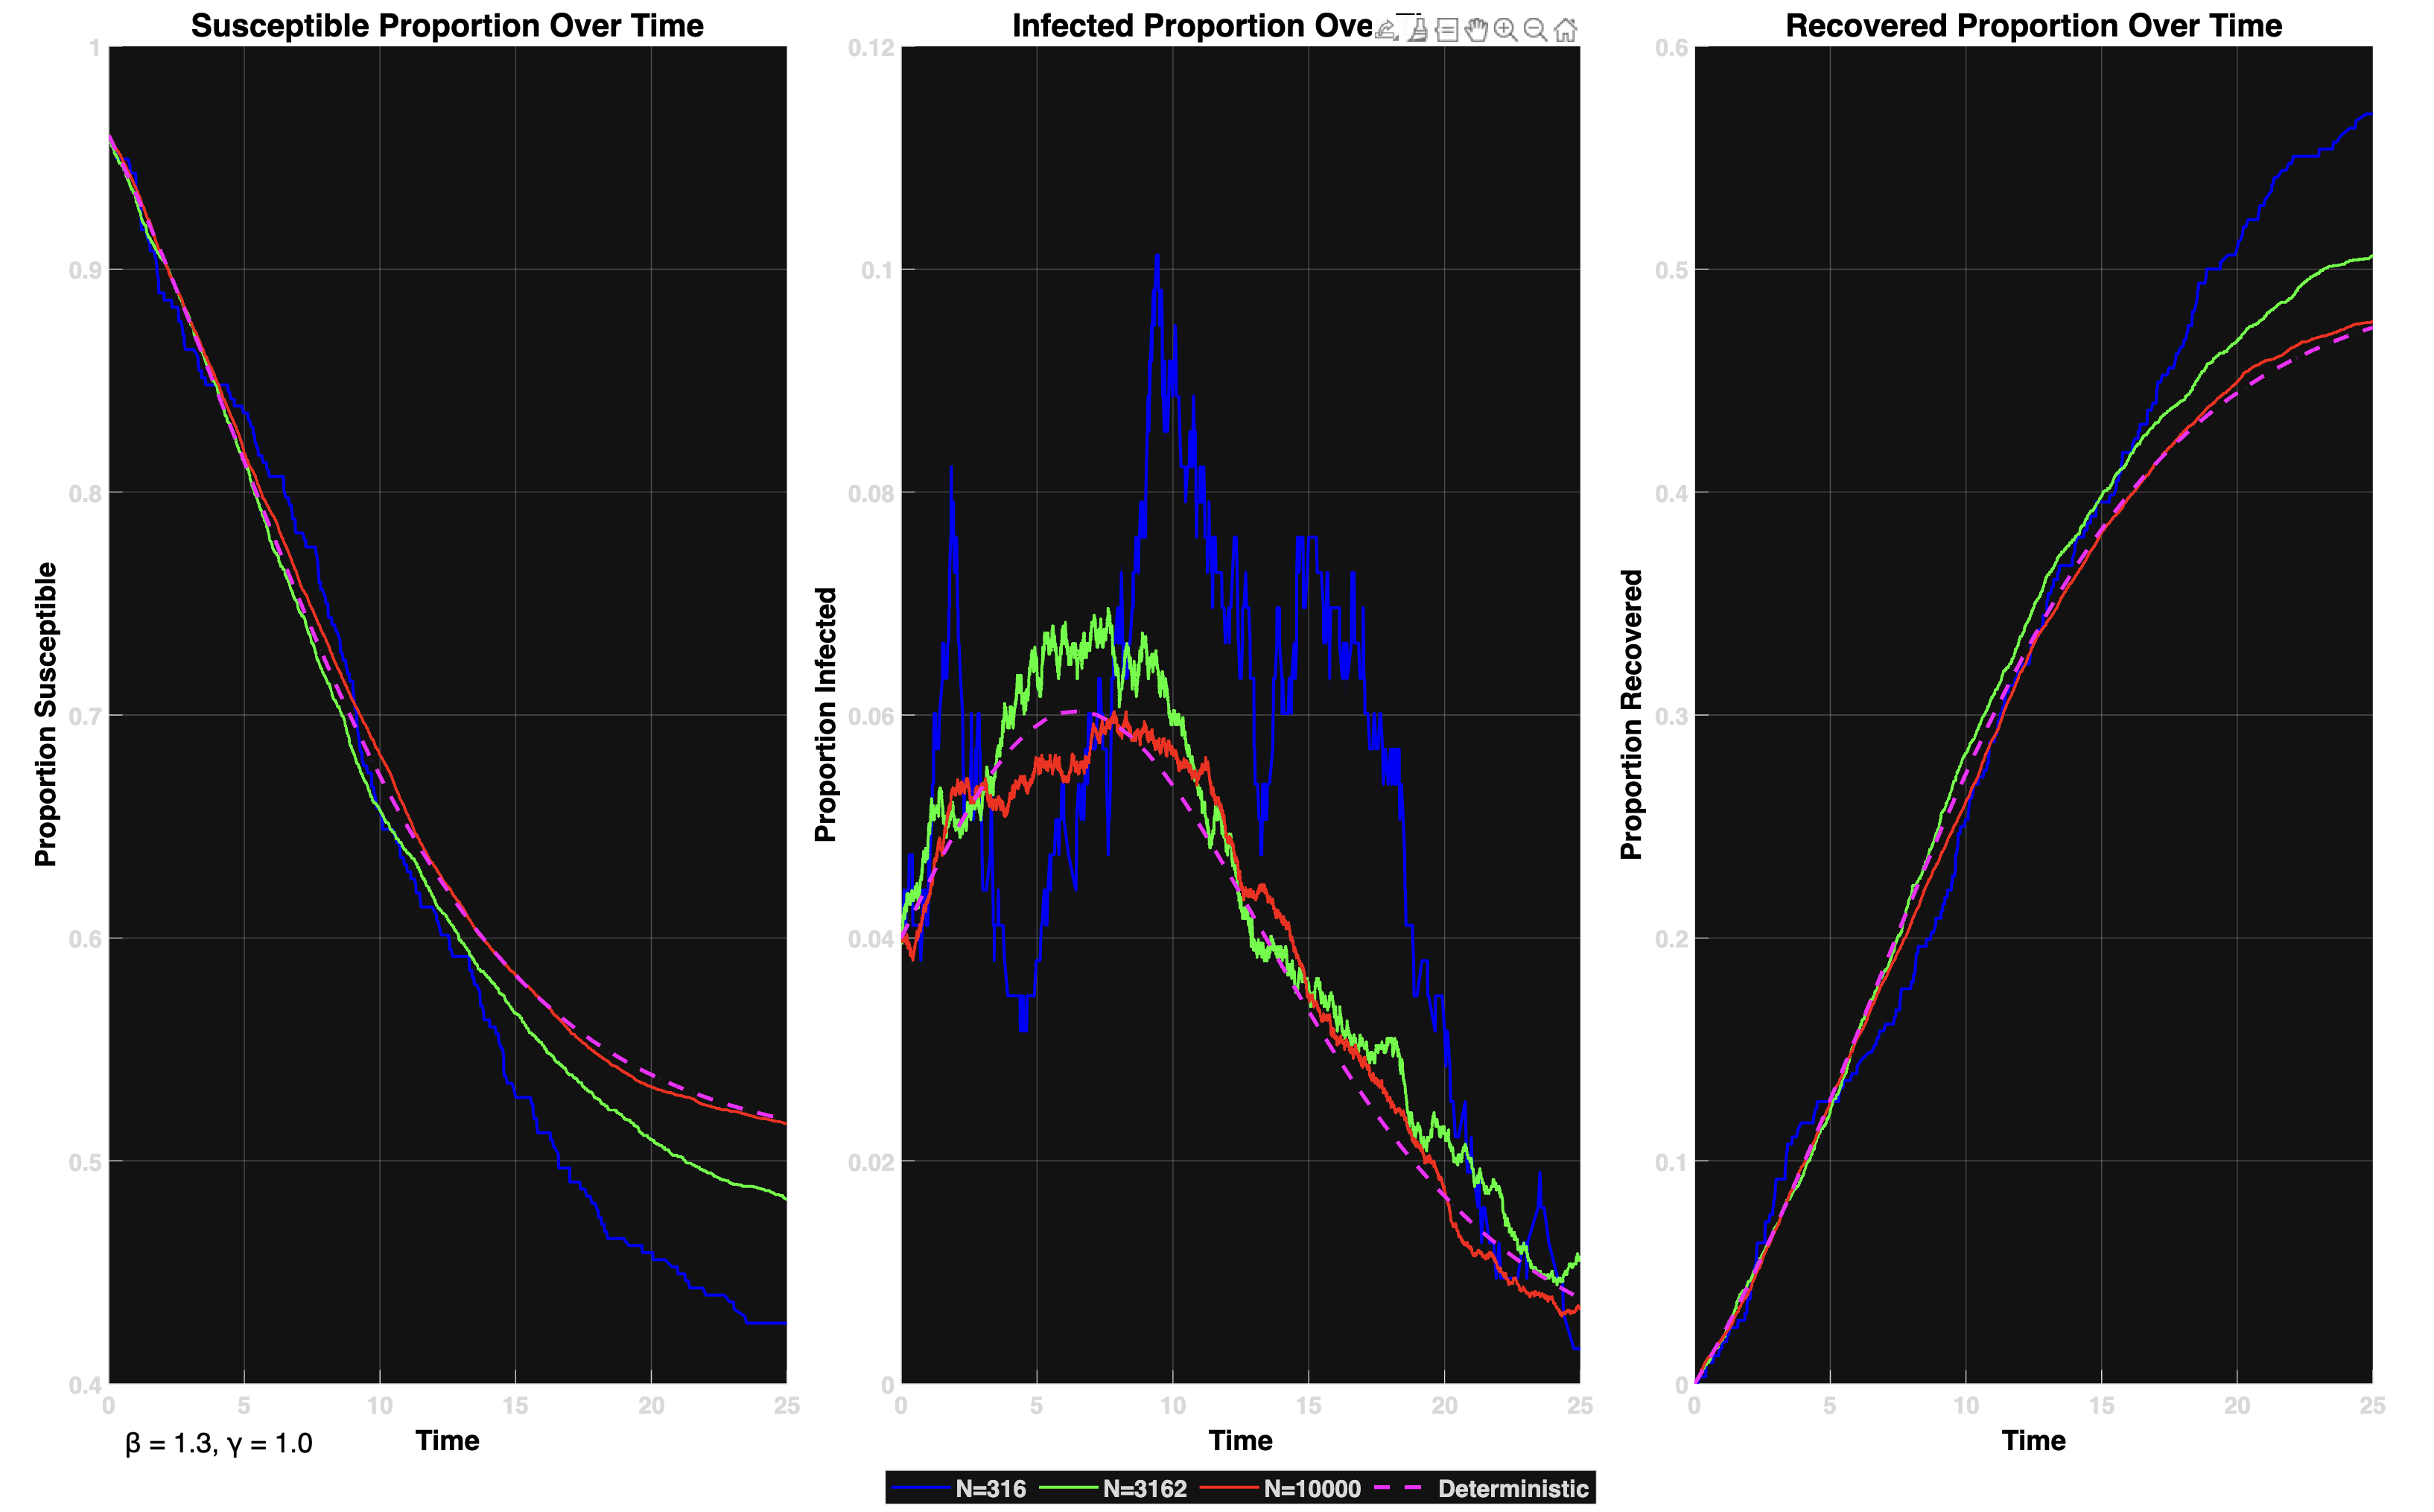 Susceptible Proportion Over Time
1
0.9
0.8
0.7
0.6
0.5
0.4
Proportion Susceptible
0 5 10 15 20 25
Time
β = 1.3, γ = 1.0
Infected Proportion Ove
0.12
0.1
0.08
0.06
0.04
0.02
0
Proportion Infected
0 5 10 15 20 25
Time
Recovered Proportion Over Time
0.6
0.5
0.4
0.3
0.2
0.1
0
Proportion Recovered
0 5 10 15 20 25
Time
N=316 N=3162 N=10000 Deterministic